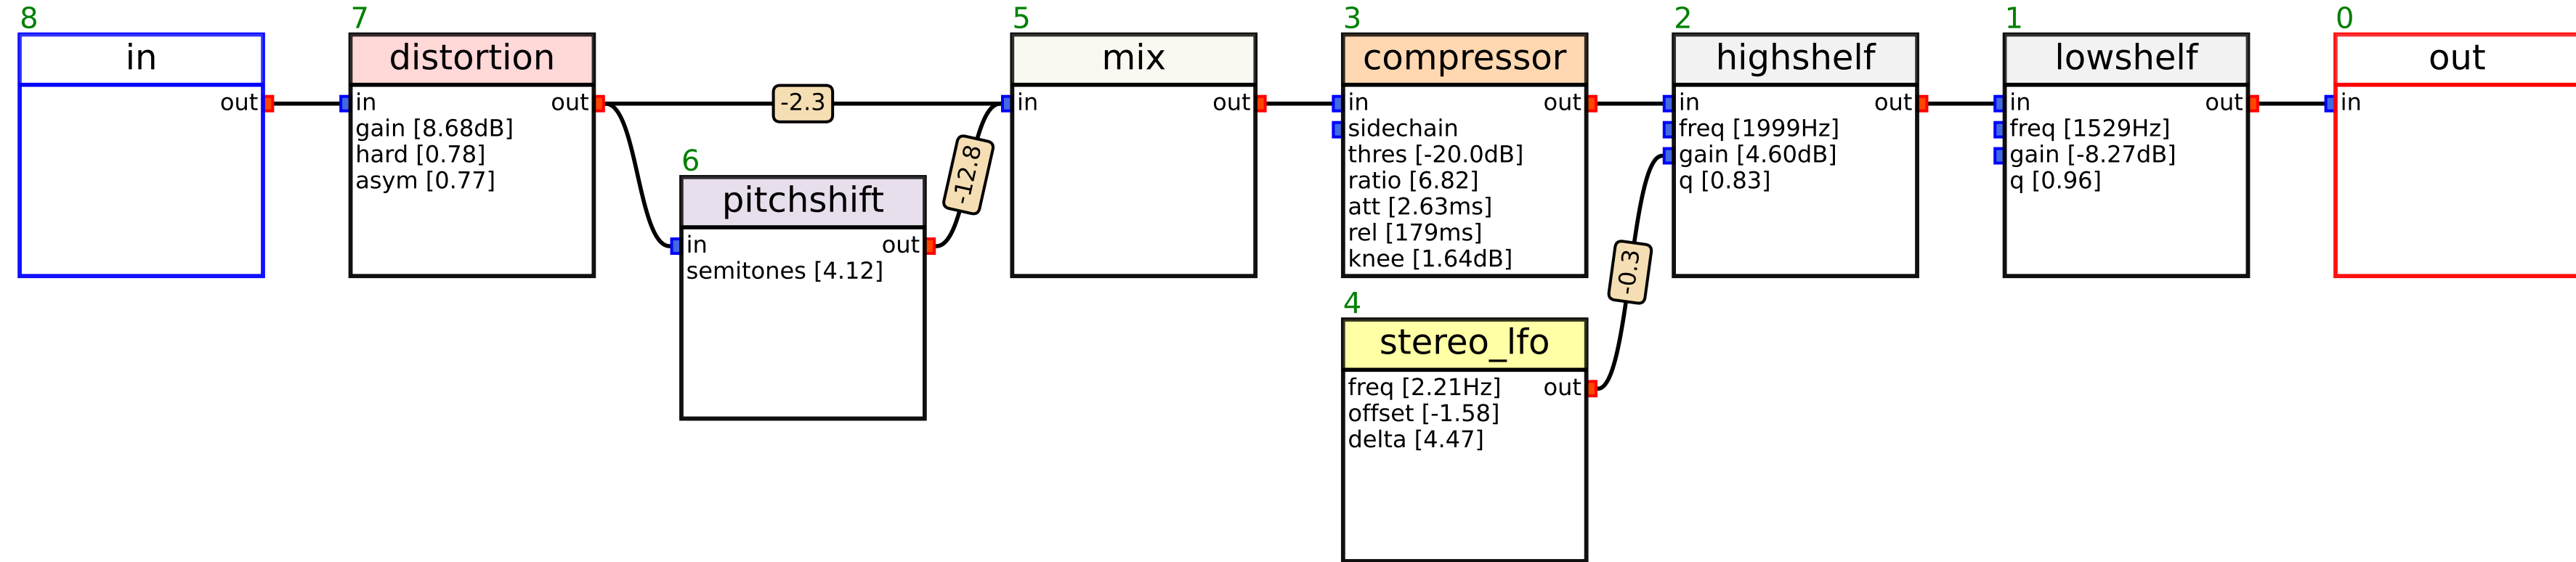 8
in
out
7
distortion
in out
gain [8.68dB]
hard [0.78]
asym [0.77]
-2.3
6
pitchshift
in out
semitones [4.12]
-12.8
5
mix
in out
3
compressor
in out
sidechain
thres [-20.0dB]
ratio [6.82]
att [2.63ms]
rel [179ms]
knee [1.64dB]
4
stereo_lfo
freq [2.21Hz] out
offset [-1.58]
delta [4.47]
-0.3
2
highshelf
in out
freq [1999Hz]
gain [4.60dB]
q [0.83]
1
lowshelf
in out
freq [1529Hz]
gain [-8.27dB]
q [0.96]
0
out
in